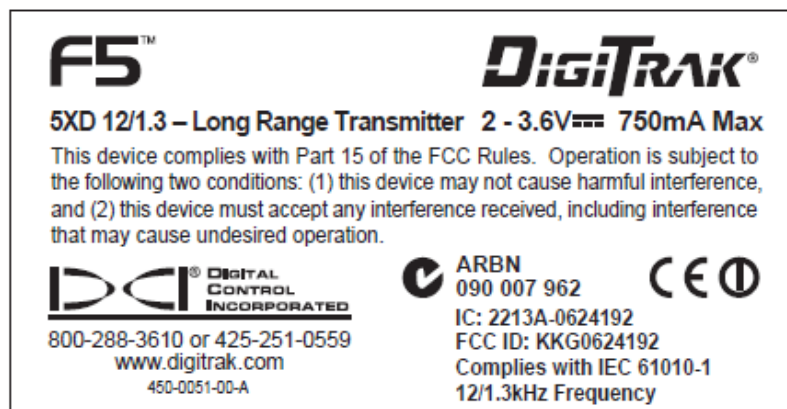 F5™
DIGITRAK®
5XD 12/1.3 – Long Range Transmitter 2 - 3.6V⎓ 750mA Max
This device complies with Part 15 of the FCC Rules. Operation is subject to
the following two conditions: (1) this device may not cause harmful interference,
and (2) this device must accept any interference received, including interference
that may cause undesired operation.
DCI® DIGITAL
CONTROL
INCORPORATED
800-288-3610 or 425-251-0559
www.digitrak.com
450-0051-00-A
ARBN
090 007 962
CE
IC: 2213A-0624192
FCC ID: KKG0624192
Complies with IEC 61010-1
12/1.3kHz Frequency